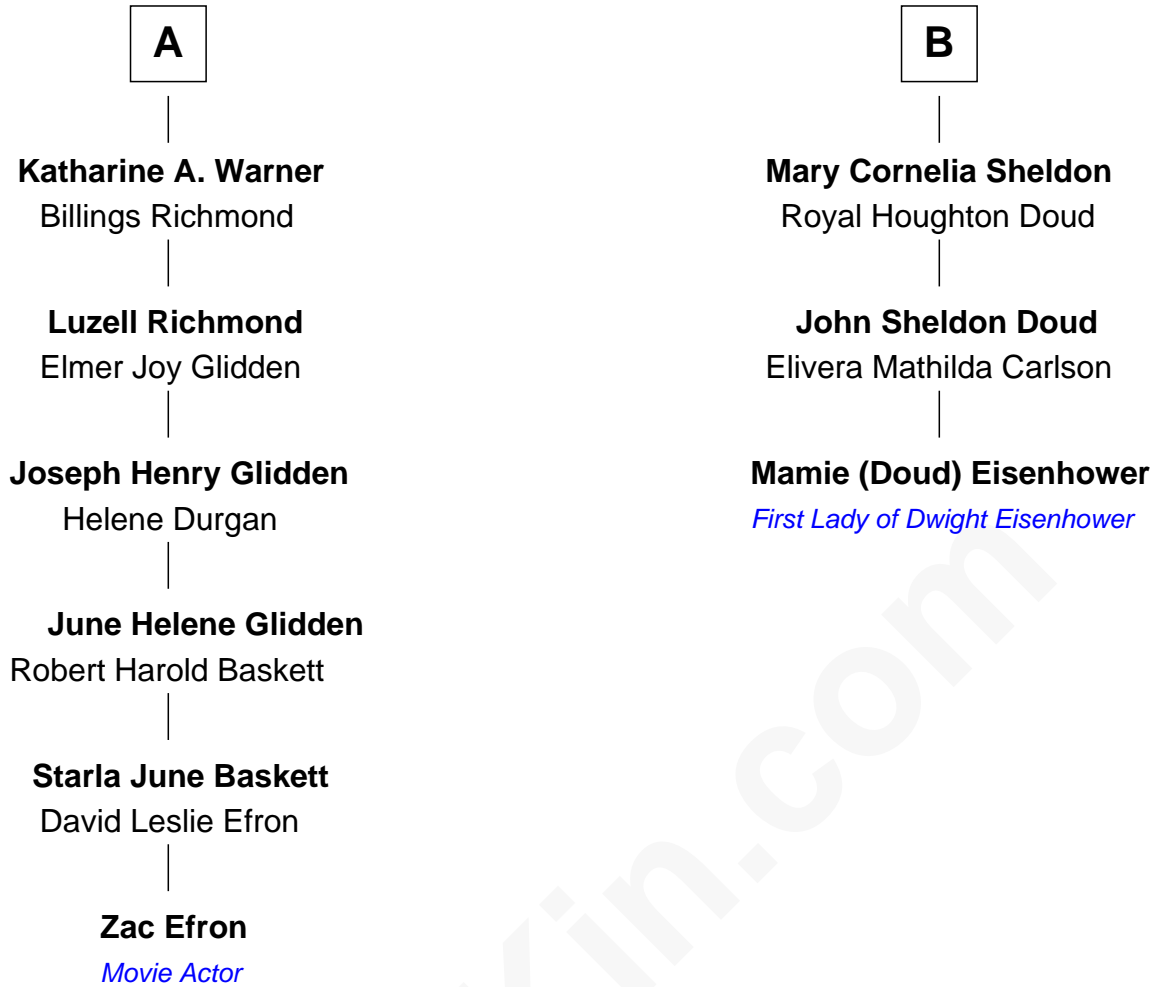 A
Katharine A. Warner
Billings Richmond
Luzell Richmond
Elmer Joy Glidden
Joseph Henry Glidden
Helene Durgan
June Helene Glidden
Robert Harold Baskett
Starla June Baskett
David Leslie Efron
Zac Efron
Movie Actor
B
Mary Cornelia Sheldon
Royal Houghton Doud
John Sheldon Doud
Elivera Mathilda Carlson
Mamie (Doud) Eisenhower
First Lady of Dwight Eisenhower
Kin.com